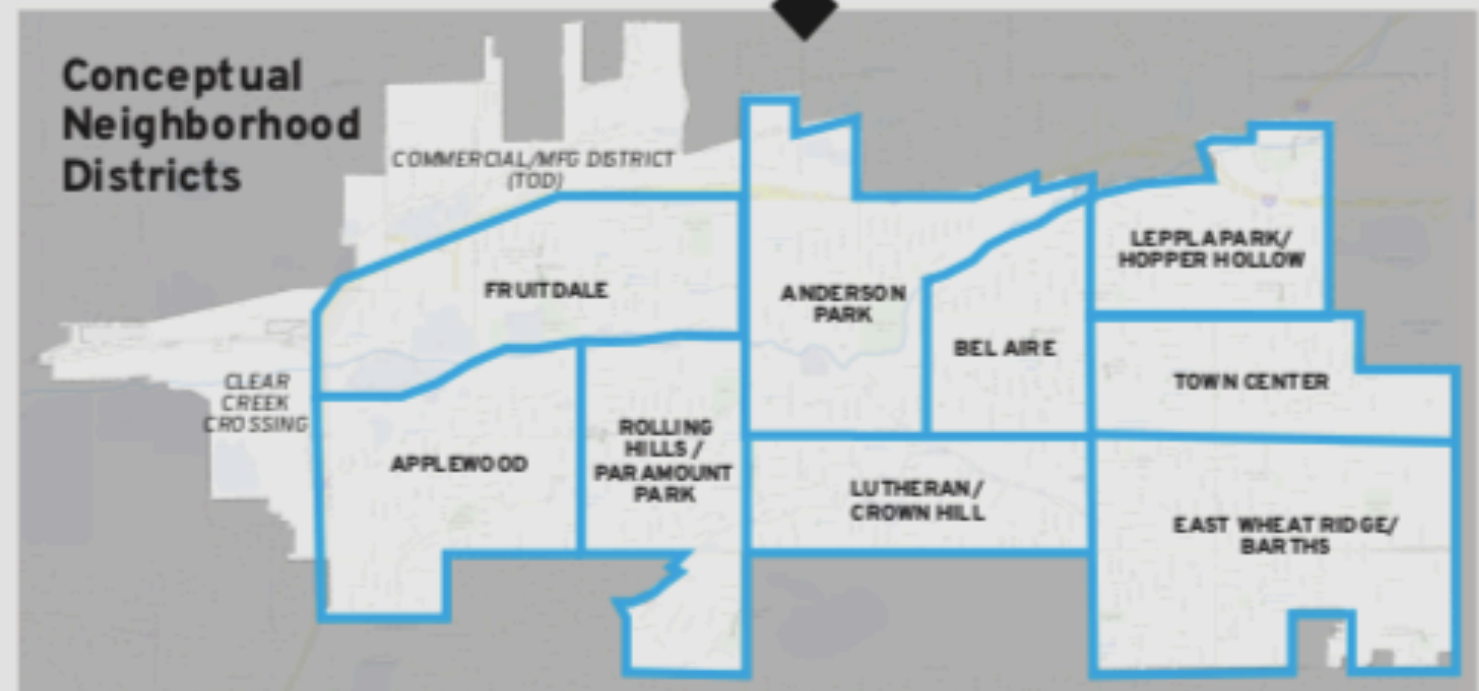 Conceptual
Neighborhood
Districts
COMMERCIAL/MFG DISTRICT
(TOD)
LEPPLA PARK/
HOPPER HOLLOW
FRUITDALE
ANDERSON
PARK
BEL AIRE
TOWN CENTER
CLEAR
CREEK
CROSSING
APPLEWOOD
ROLLING
HILLS /
PARAMOUNT
PARK
LUTHERAN/
CROWN HILL
EAST WHEAT RIDGE/
BARTHS